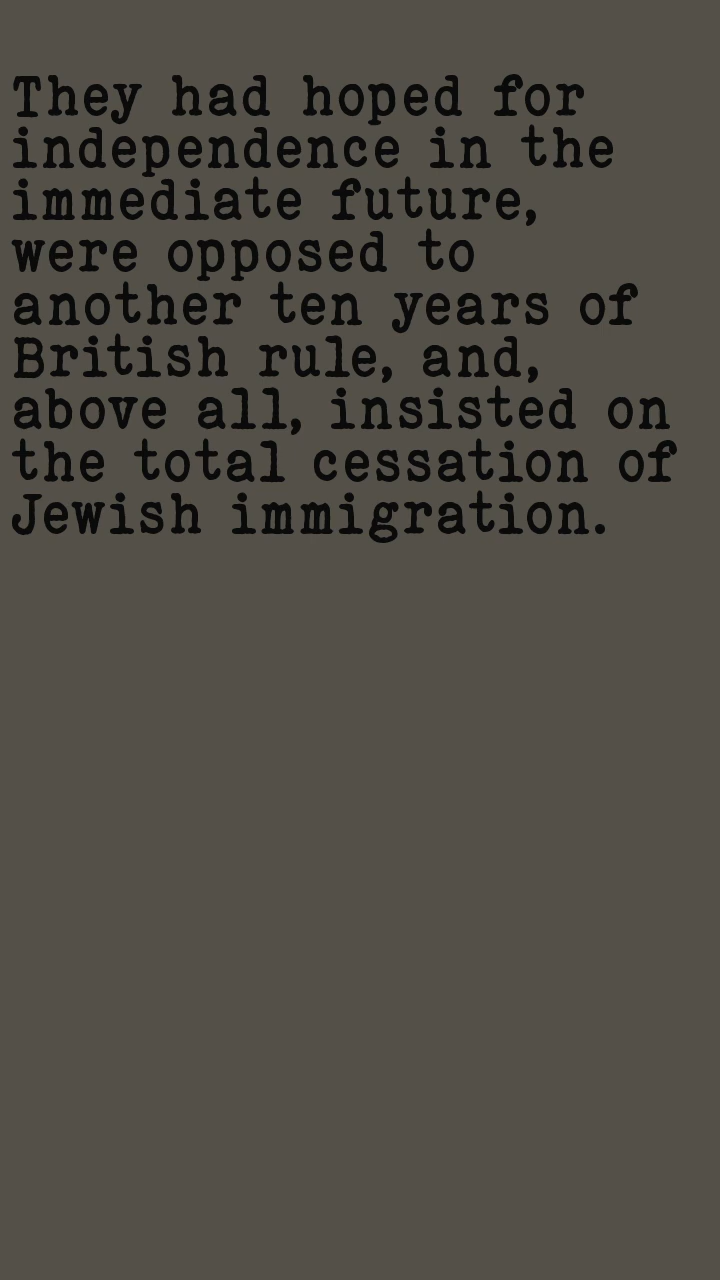 They had hoped for
independence in the
immediate future,
were opposed to
another ten years of
British rule, and,
above all, insisted on
the total cessation of
Jewish immigration.